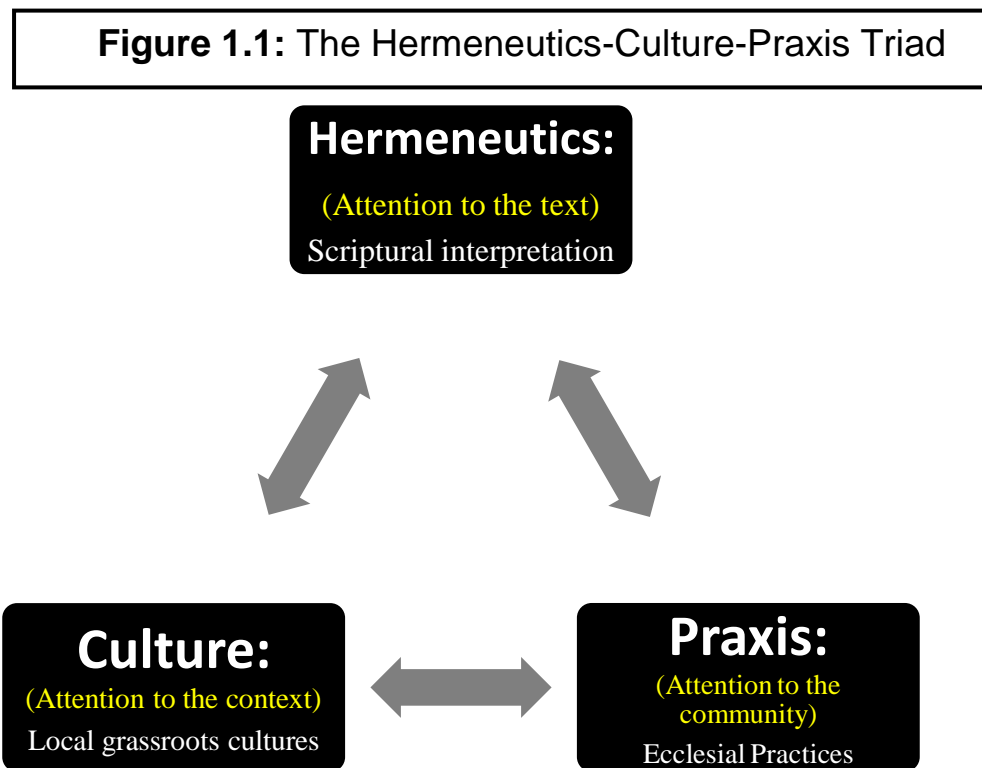 Figure 1.1: The Hermeneutics-Culture-Praxis Triad
Hermeneutics:
(Attention to the text)
Scriptural interpretation
Culture:
(Attention to the context)
Local grassroots cultures
Praxis:
(Attention to the
community)
Ecclesial Practices